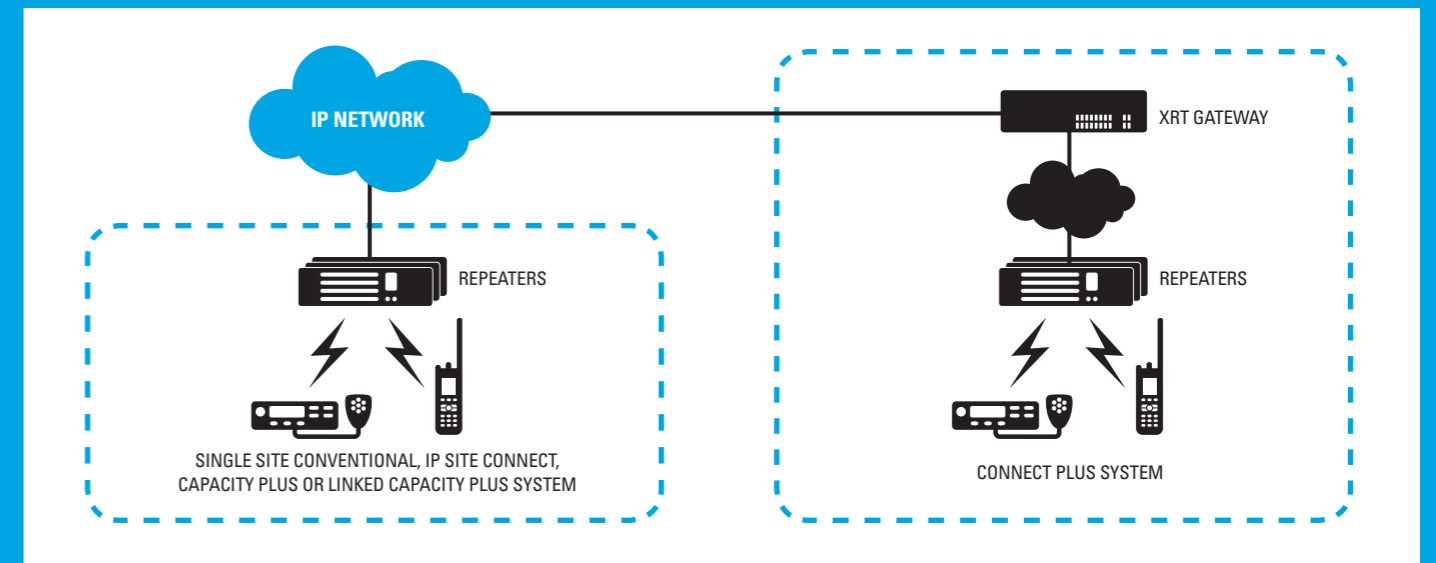 IP NETWORK
XRT GATEWAY
REPEATERS
REPEATERS
SINGLE SITE CONVENTIONAL, IP SITE CONNECT,
CAPACITY PLUS OR LINKED CAPACITY PLUS SYSTEM
CONNECT PLUS SYSTEM